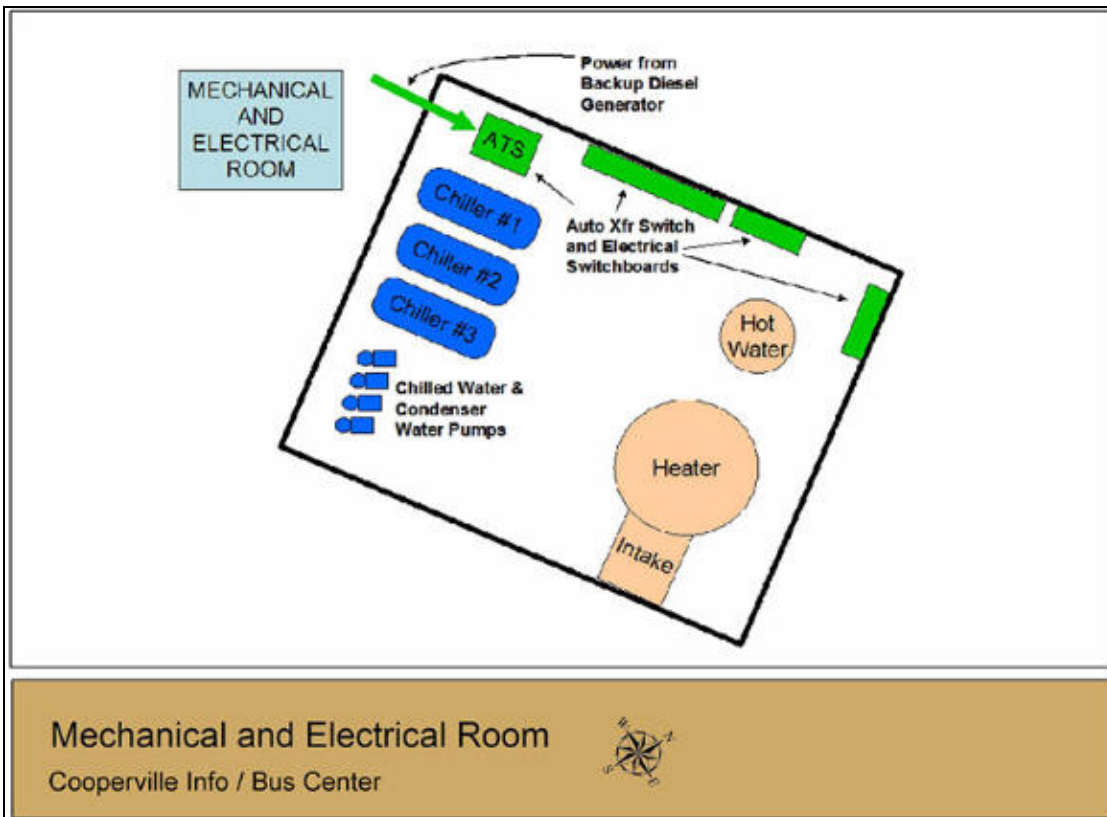 MECHANICAL
AND
ELECTRICAL
ROOM
Power from
Backup Diesel
Generator
ATS
Chiller #1
Chiller #2
Chiller #3
Auto Xfr Switch
and Electrical
Switchboards
Hot
Water
Chilled Water &
Condenser
Water Pumps
Heater
Intake
Mechanical and Electrical Room
Cooperville Info / Bus Center
W
N
S
E